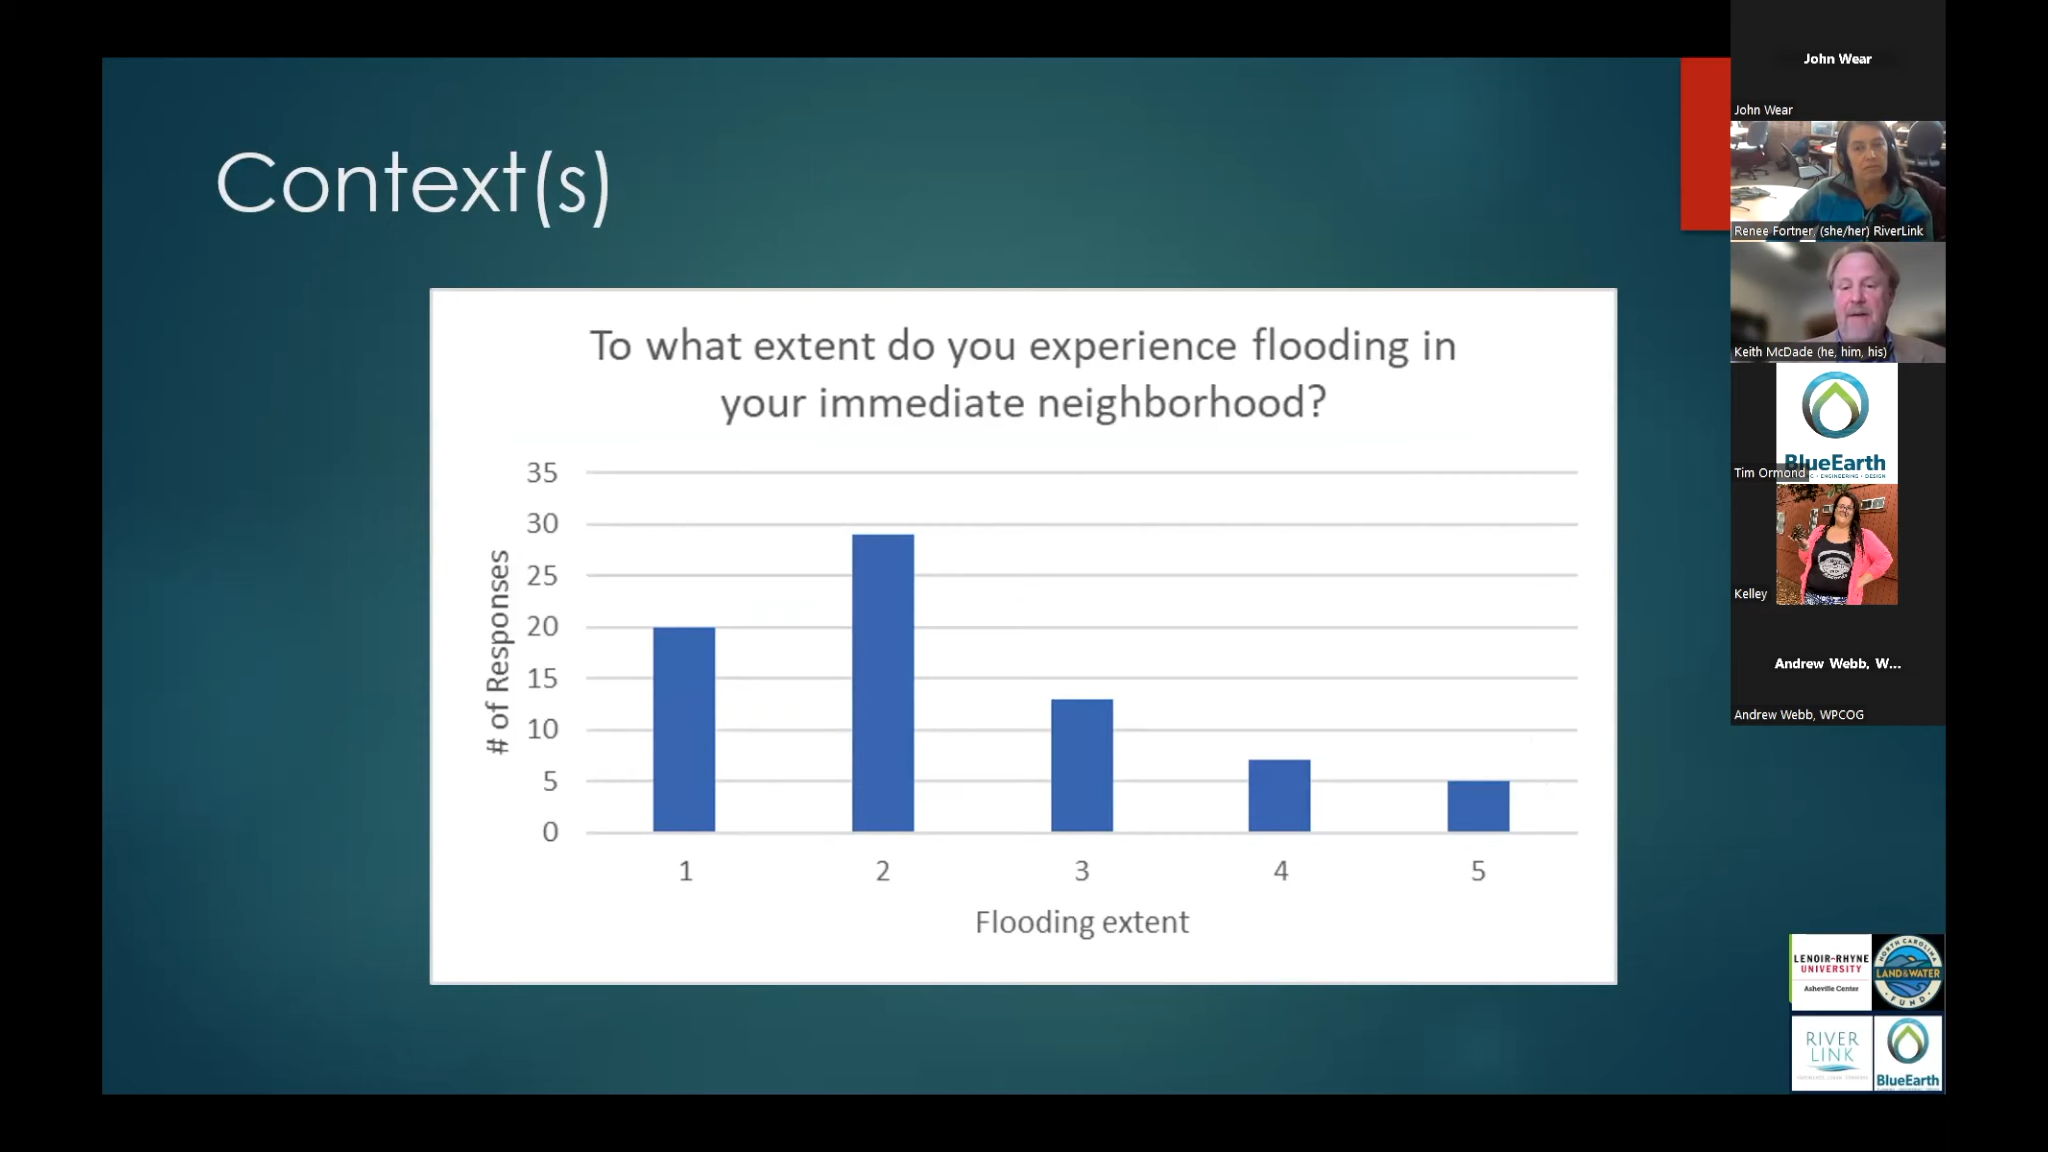 Context(s)
To what extent do you experience flooding in
your immediate neighborhood?
35
30
25
20
15
10
5
0
# of Responses
1 2 3 4 5
Flooding extent
John Wear
John Wear
Renee Fortner, (she/her) RiverLink
Keith McDade (he, him, his)
BlueEarth
ENGINEERING • DESIGN
Tim Ormond
Kelley
Andrew Webb, W...
Andrew Webb, WPCOG
LENOIR-RHYNE
UNIVERSITY
Asheville Center
NORTH CAROLINA
LAND & WATER
FUND
RIVER
LINK
BlueEarth